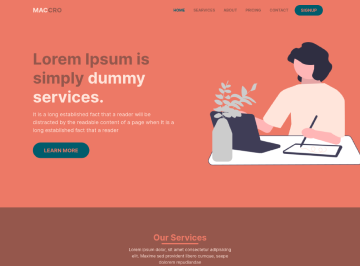 MACCRO
HOME SERVICES ABOUT PRICING CONTACT SIGNUP
Lorem Ipsum is
simply dummy
services.
It is a long established fact that a reader will be
distracted by the readable content of a page when it is a
long established fact that a reader
LEARN MORE
Our Services
Lorem ipsum dolor, sit amet consectetur adipisicing
elit. Maxime sed provident libero cumque, saepe
dolorem repudiandae